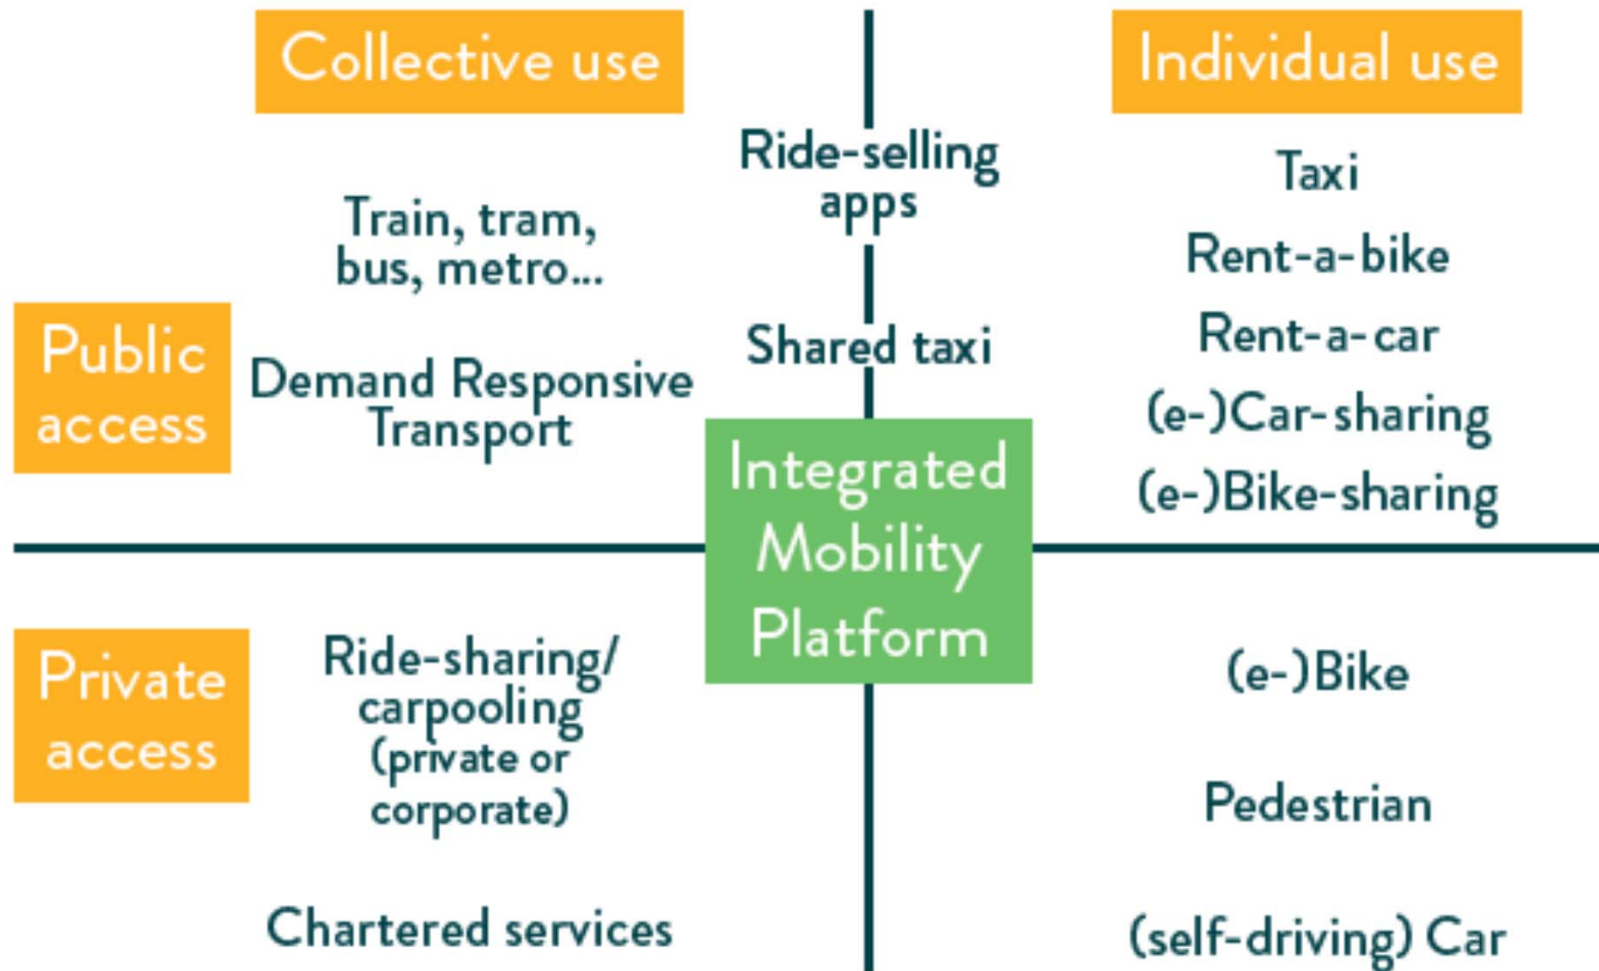 Collective use
Individual use
Ride-selling
apps
Taxi
Train, tram,
bus, metro...
Rent-a-bike
Public
access
Rent-a-car
Shared taxi
Demand Responsive
Transport
(e-)Car-sharing
(e-)Bike-sharing
Integrated
Mobility
Platform
Private
access
Ride-sharing/
carpooling
(private or
corporate)
(e-)Bike
Pedestrian
Chartered services
(self-driving) Car